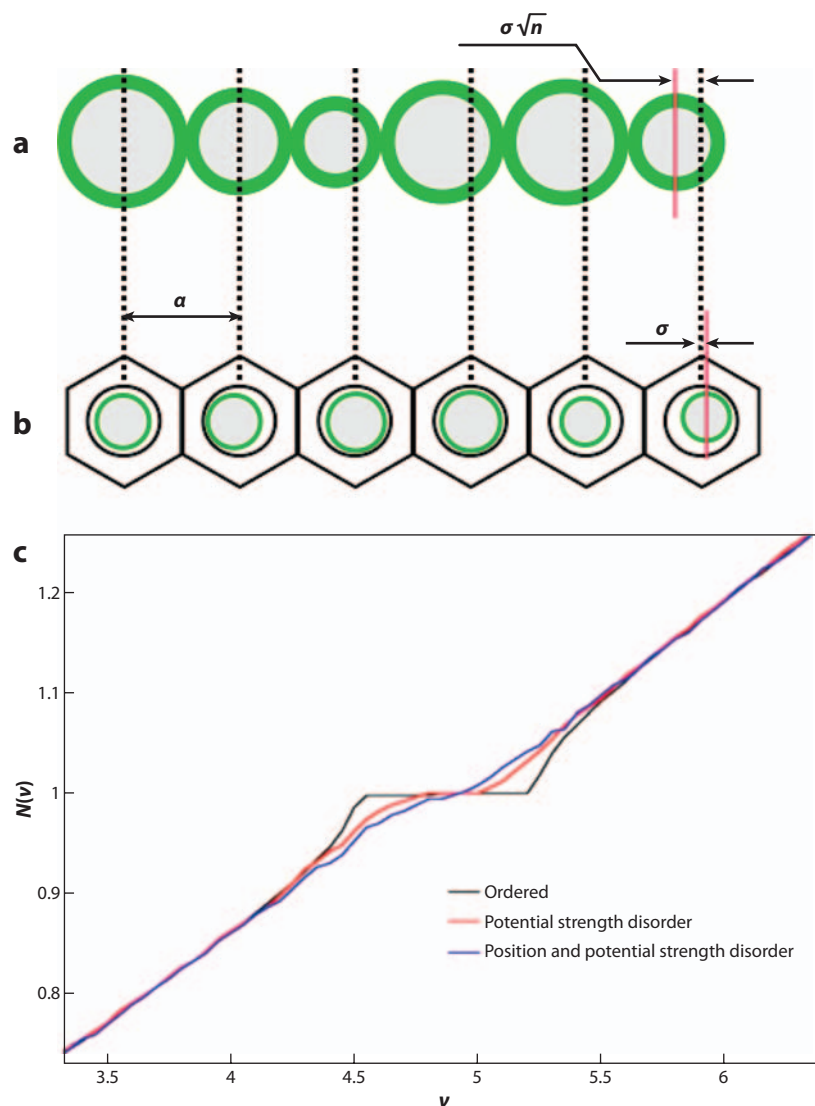 σ√n
a
a
σ
b
c
1.2
1.1
1
0.9
0.8
N(ν)
Ordered
Potential strength disorder
Position and potential strength disorder
3.5 4 4.5 5 5.5 6
ν